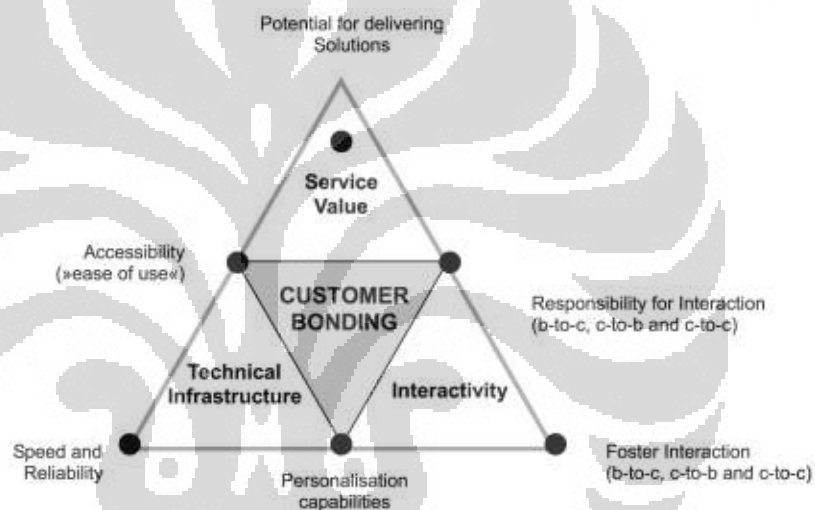 Potential for delivering
Solutions
Service
Value
Accessibility
(»ease of use«)
CUSTOMER
BONDING
Responsibility for Interaction
(b-to-c, c-to-b and c-to-c)
Technical
Infrastructure
Interactivity
Speed and
Reliability
Personalisation
capabilities
Foster Interaction
(b-to-c, c-to-b and c-to-c)